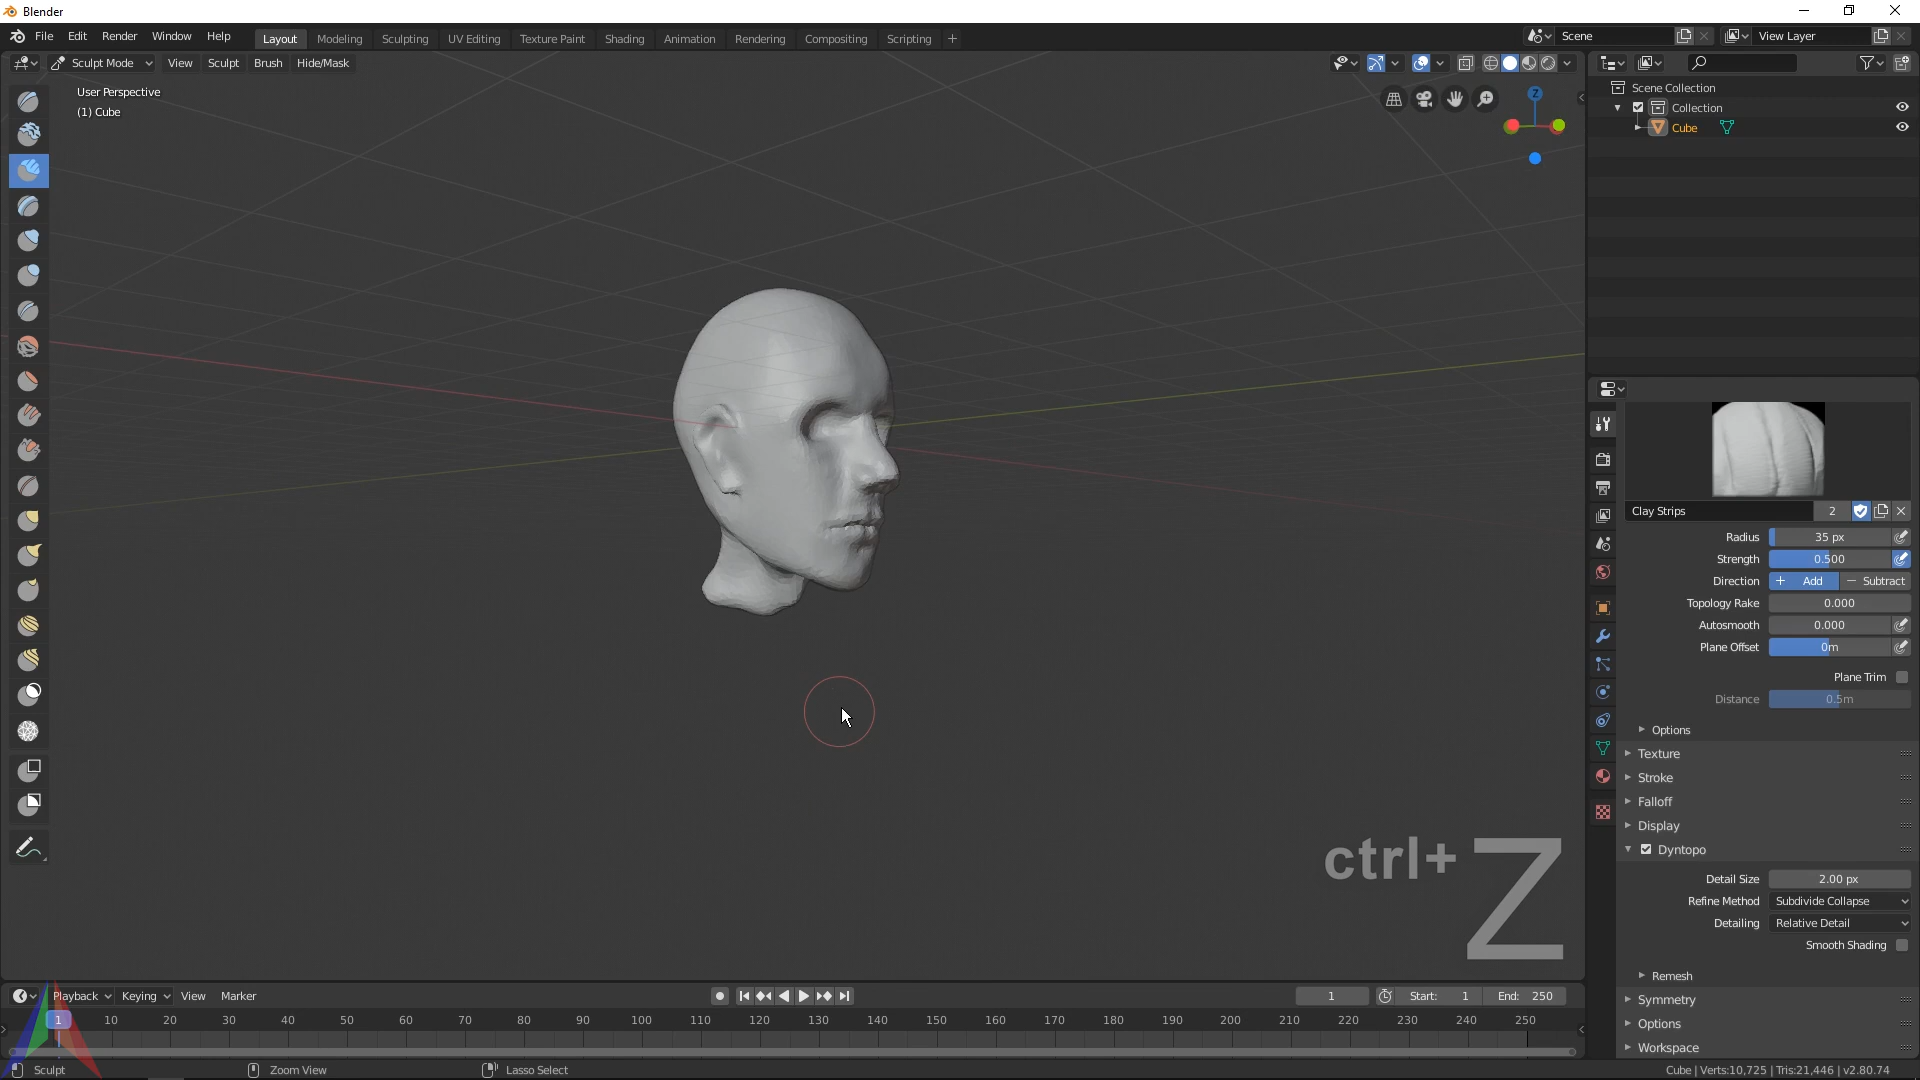 Blender
File Edit Render Window Help
Layout Modeling Sculpting UV Editing Texture Paint Shading Animation Rendering Compositing Scripting +
Scene
View Layer
Sculpt Mode View Sculpt Brush Hide/Mask
User Perspective
(1) Cube
Z
Scene Collection
Collection
Cube
Clay Strips 2
Radius 35 px
Strength 0.500
Direction + Add − Subtract
Topology Rake 0.000
Autosmooth 0.000
Plane Offset 0m
Plane Trim
Distance 0.5m
Options
Texture
Stroke
Falloff
Display
Dyntopo
Detail Size 2.00 px
Refine Method Subdivide Collapse
Detailing Relative Detail
Smooth Shading
Remesh
Symmetry
Options
Workspace
ctrl+ Z
Playback Keying View Marker
1 Start: 1 End: 250
1 10 20 30 40 50 60 70 80 90 100 110 120 130 140 150 160 170 180 190 200 210 220 230 240 250
Sculpt Zoom View Lasso Select
Cube | Verts:10,725 | Tris:21,446 | v2.80.74